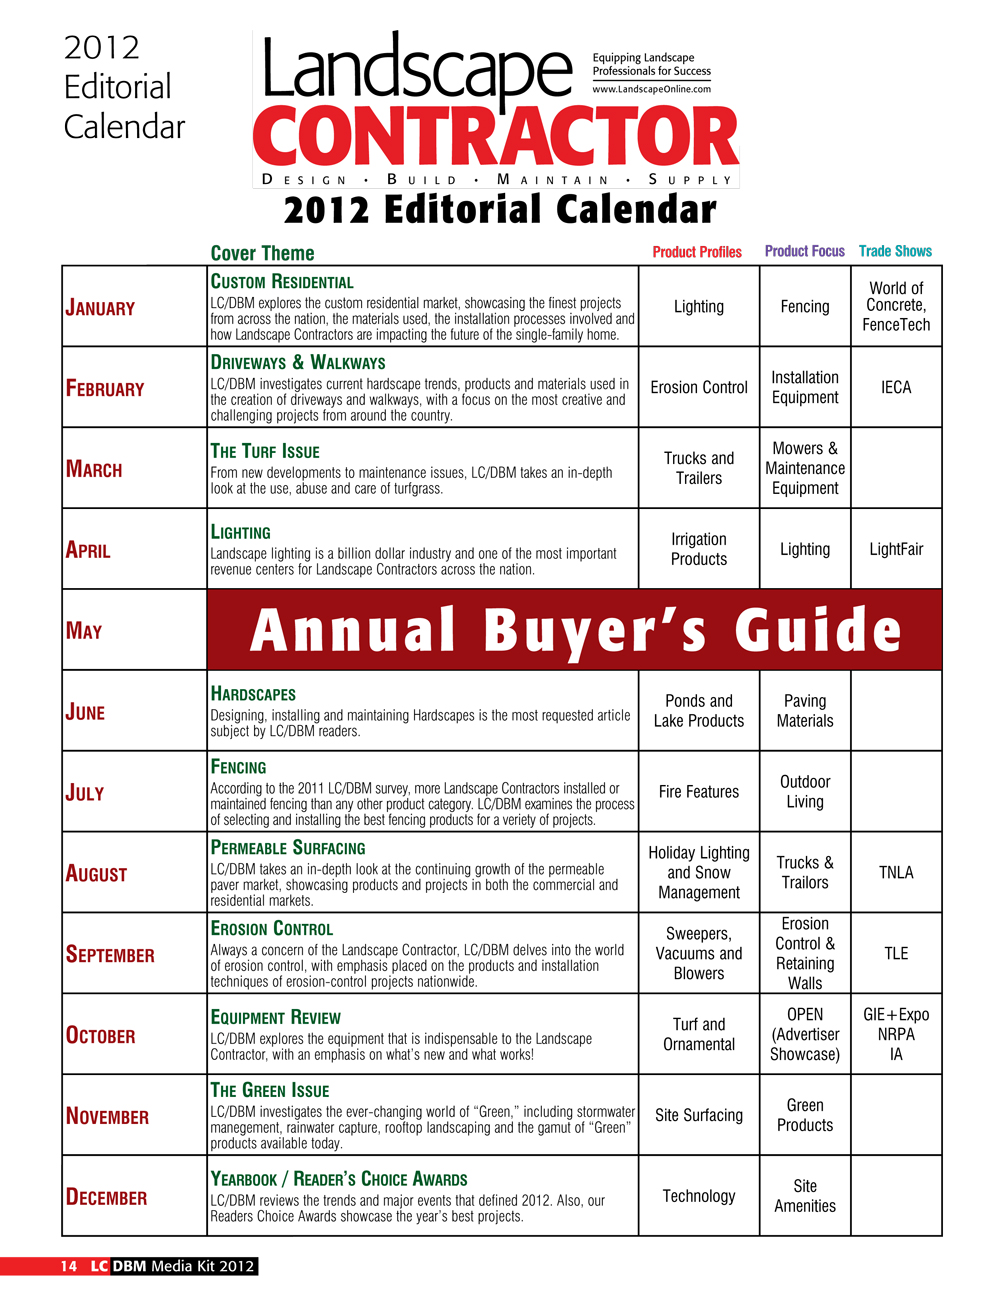 2012
Editorial
Calendar
Landscape
Equipping Landscape
Professionals for Success
www.LandscapeOnline.com
CONTRACTOR
DESIGN • BUILD • MAINTAIN • SUPPLY
2012 Editorial Calendar
Cover Theme
Product Profiles
Product Focus
Trade Shows
JANUARY
CUSTOM RESIDENTIAL
LC/DBM explores the custom residential market, showcasing the finest projects
from across the nation, the materials used, the installation processes involved and
how Landscape Contractors are impacting the future of the single-family home.
Lighting
Fencing
World of
Concrete,
FenceTech
FEBRUARY
DRIVEWAYS & WALKWAYS
LC/DBM investigates current hardscape trends, products and materials used in
the creation of driveways and walkways, with a focus on the most creative and
challenging projects from around the country.
Erosion Control
Installation
Equipment
IECA
MARCH
THE TURF ISSUE
From new developments to maintenance issues, LC/DBM takes an in-depth
look at the use, abuse and care of turfgrass.
Trucks and
Trailers
Mowers &
Maintenance
Equipment
APRIL
LIGHTING
Landscape lighting is a billion dollar industry and one of the most important
revenue centers for Landscape Contractors across the nation.
Irrigation
Products
Lighting
LightFair
MAY
Annual Buyer's Guide
JUNE
HARDSCAPES
Designing, installing and maintaining Hardscapes is the most requested article
subject by LC/DBM readers.
Ponds and
Lake Products
Paving
Materials
JULY
FENCING
According to the 2011 LC/DBM survey, more Landscape Contractors installed or
maintained fencing than any other product category. LC/DBM examines the process
of selecting and installing the best fencing products for a veriety of projects.
Fire Features
Outdoor
Living
AUGUST
PERMEABLE SURFACING
LC/DBM takes an in-depth look at the continuing growth of the permeable
paver market, showcasing products and projects in both the commercial and
residential markets.
Holiday Lighting
and Snow
Management
Trucks &
Trailors
TNLA
SEPTEMBER
EROSION CONTROL
Always a concern of the Landscape Contractor, LC/DBM delves into the world
of erosion control, with emphasis placed on the products and installation
techniques of erosion-control projects nationwide.
Sweepers,
Vacuums and
Blowers
Erosion
Control &
Retaining
Walls
TLE
OCTOBER
EQUIPMENT REVIEW
LC/DBM explores the equipment that is indispensable to the Landscape
Contractor, with an emphasis on what's new and what works!
Turf and
Ornamental
OPEN
(Advertiser
Showcase)
GIE+Expo
NRPA
IA
NOVEMBER
THE GREEN ISSUE
LC/DBM investigates the ever-changing world of “Green,” including stormwater
manegement, rainwater capture, rooftop landscaping and the gamut of “Green”
products available today.
Site Surfacing
Green
Products
DECEMBER
YEARBOOK / READER'S CHOICE AWARDS
LC/DBM reviews the trends and major events that defined 2012. Also, our
Readers Choice Awards showcase the year's best projects.
Technology
Site
Amenities
14 LC DBM Media Kit 2012